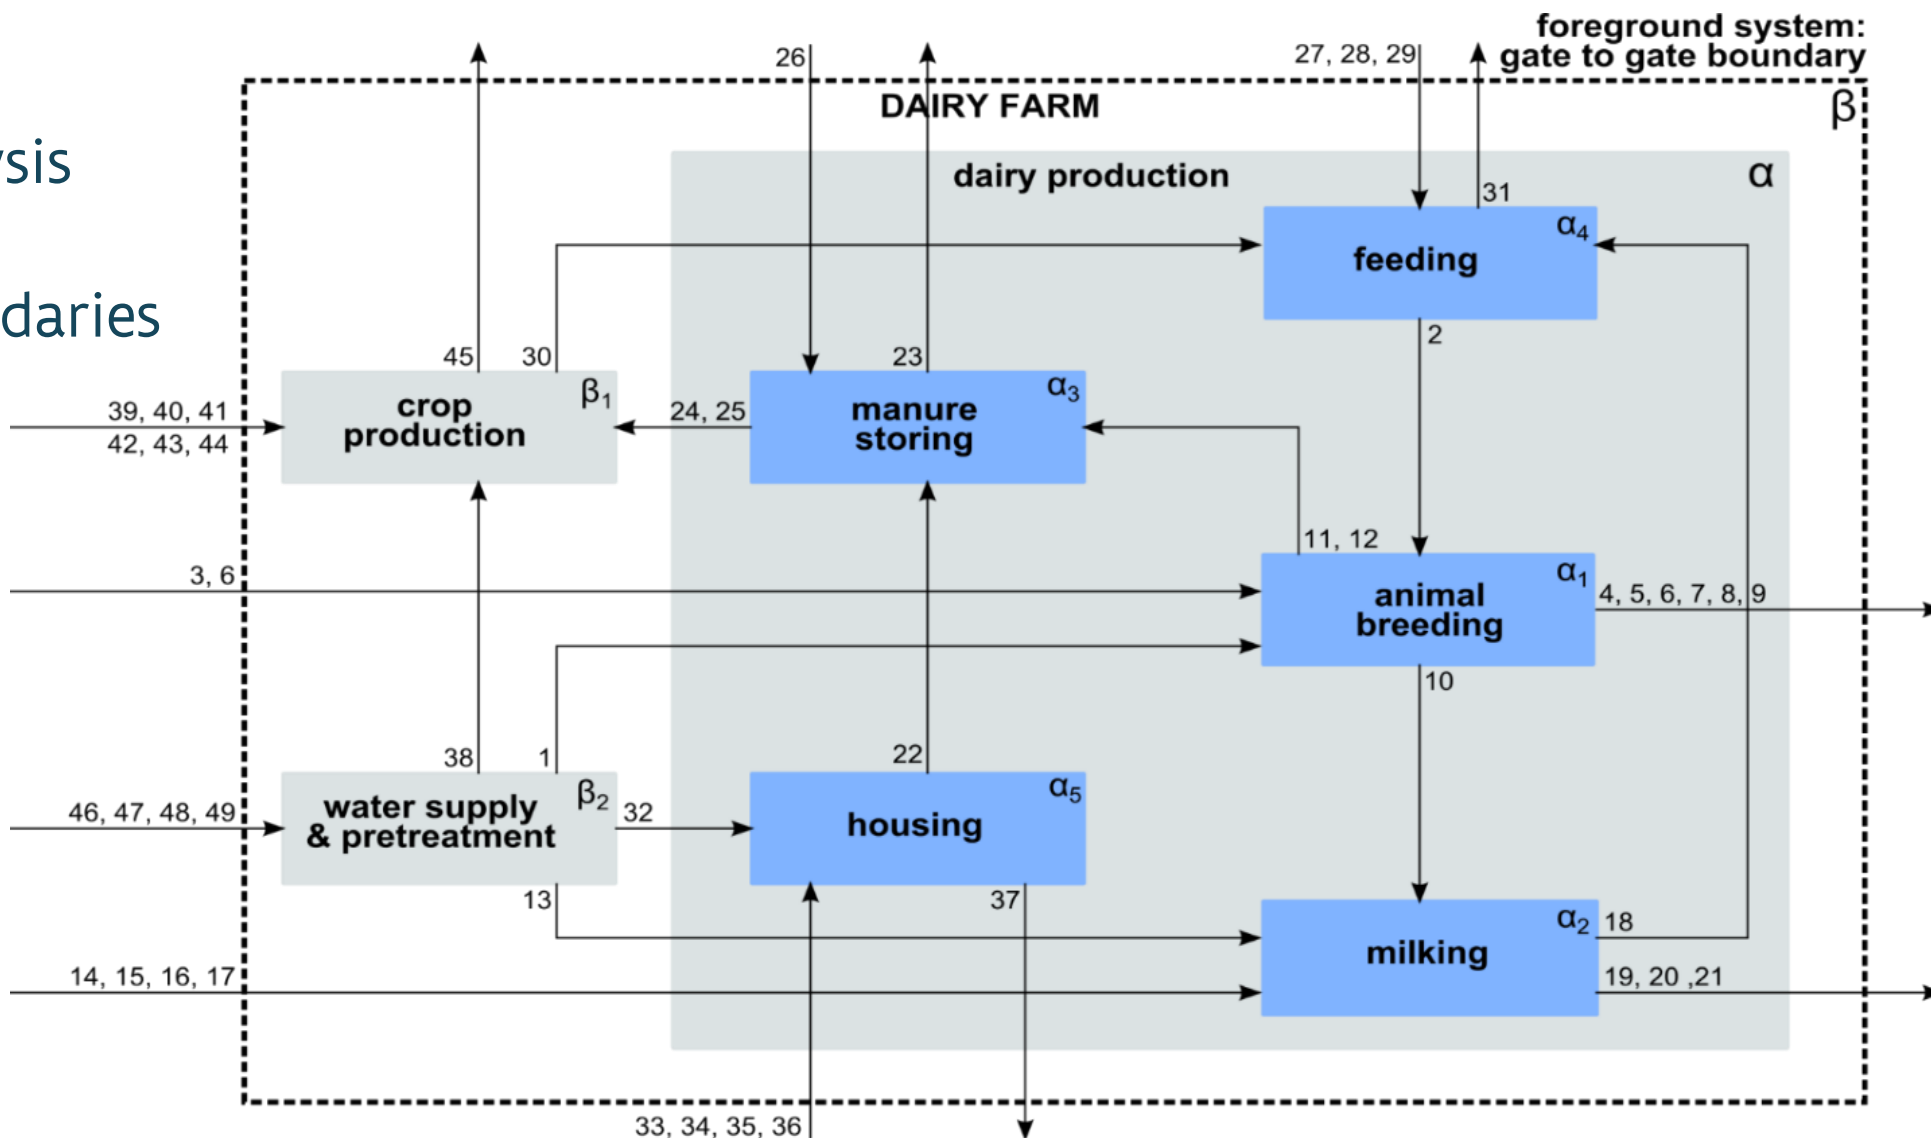 foreground system:
gate to gate boundary
26
27, 28, 29
DAIRY FARM
β
ysis
dairy production
α
31
α4
feeding
daries
2
45
30
23
β1
crop
production
α3
manure
storing
39, 40, 41
42, 43, 44
24, 25
11, 12
3, 6
α1
animal
breeding
4, 5, 6, 7, 8, 9
10
38
1
22
β2
water supply
& pretreatment
46, 47, 48, 49
32
α5
housing
13
37
α2
milking
18
14, 15, 16, 17
19, 20 ,21
33, 34, 35, 36